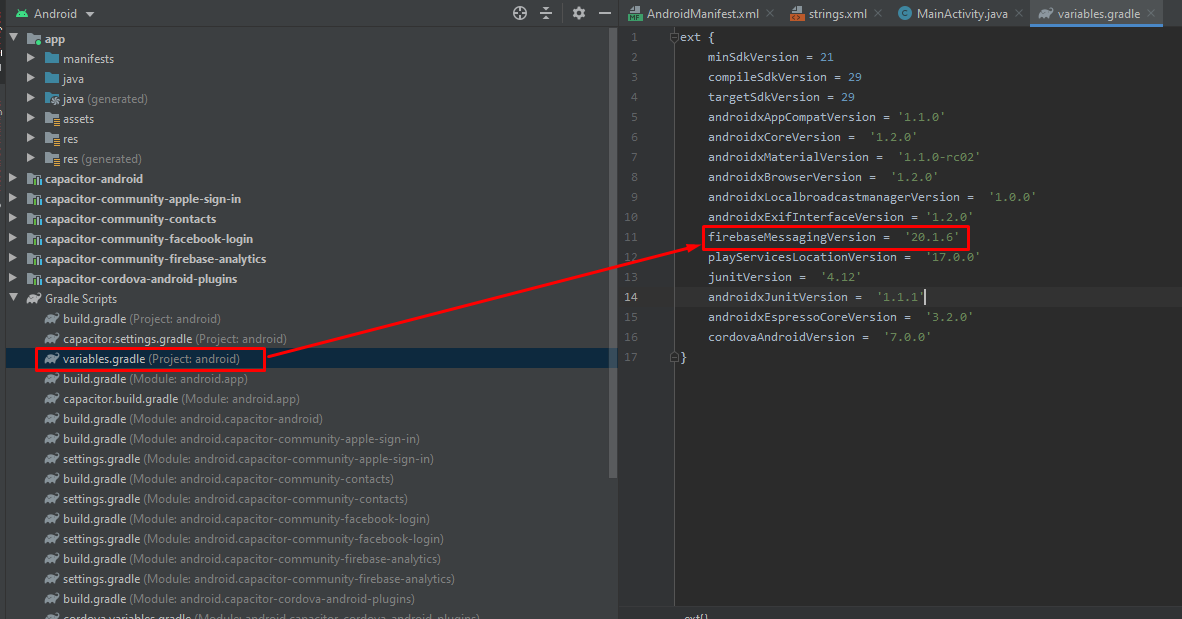 Android
app
manifests
java
java (generated)
assets
res
res (generated)
capacitor-android
capacitor-community-apple-sign-in
capacitor-community-contacts
capacitor-community-facebook-login
capacitor-community-firebase-analytics
capacitor-cordova-android-plugins
Gradle Scripts
build.gradle (Project: android)
capacitor.settings.gradle (Project: android)
variables.gradle (Project: android)
build.gradle (Module: android.app)
capacitor.build.gradle (Module: android.app)
build.gradle (Module: android.capacitor-android)
build.gradle (Module: android.capacitor-community-apple-sign-in)
settings.gradle (Module: android.capacitor-community-apple-sign-in)
build.gradle (Module: android.capacitor-community-contacts)
settings.gradle (Module: android.capacitor-community-contacts)
build.gradle (Module: android.capacitor-community-facebook-login)
settings.gradle (Module: android.capacitor-community-facebook-login)
build.gradle (Module: android.capacitor-community-firebase-analytics)
settings.gradle (Module: android.capacitor-community-firebase-analytics)
build.gradle (Module: android.capacitor-cordova-android-plugins)
cordova.variables.gradle (Module: android.capacitor-cordova-android-plugins)
AndroidManifest.xml strings.xml MainActivity.java variables.gradle
1 ext {
2 minSdkVersion = 21
3 compileSdkVersion = 29
4 targetSdkVersion = 29
5 androidxAppCompatVersion = '1.1.0'
6 androidxCoreVersion =  '1.2.0'
7 androidxMaterialVersion =  '1.1.0-rc02'
8 androidxBrowserVersion =  '1.2.0'
9 androidxLocalbroadcastmanagerVersion =  '1.0.0'
10 androidxExifInterfaceVersion = '1.2.0'
11 firebaseMessagingVersion =  '20.1.6'
12 playServicesLocationVersion =  '17.0.0'
13 junitVersion =  '4.12'
14 androidxJunitVersion =  '1.1.1'
15 androidxEspressoCoreVersion =  '3.2.0'
16 cordovaAndroidVersion =  '7.0.0'
17 }
ext{}